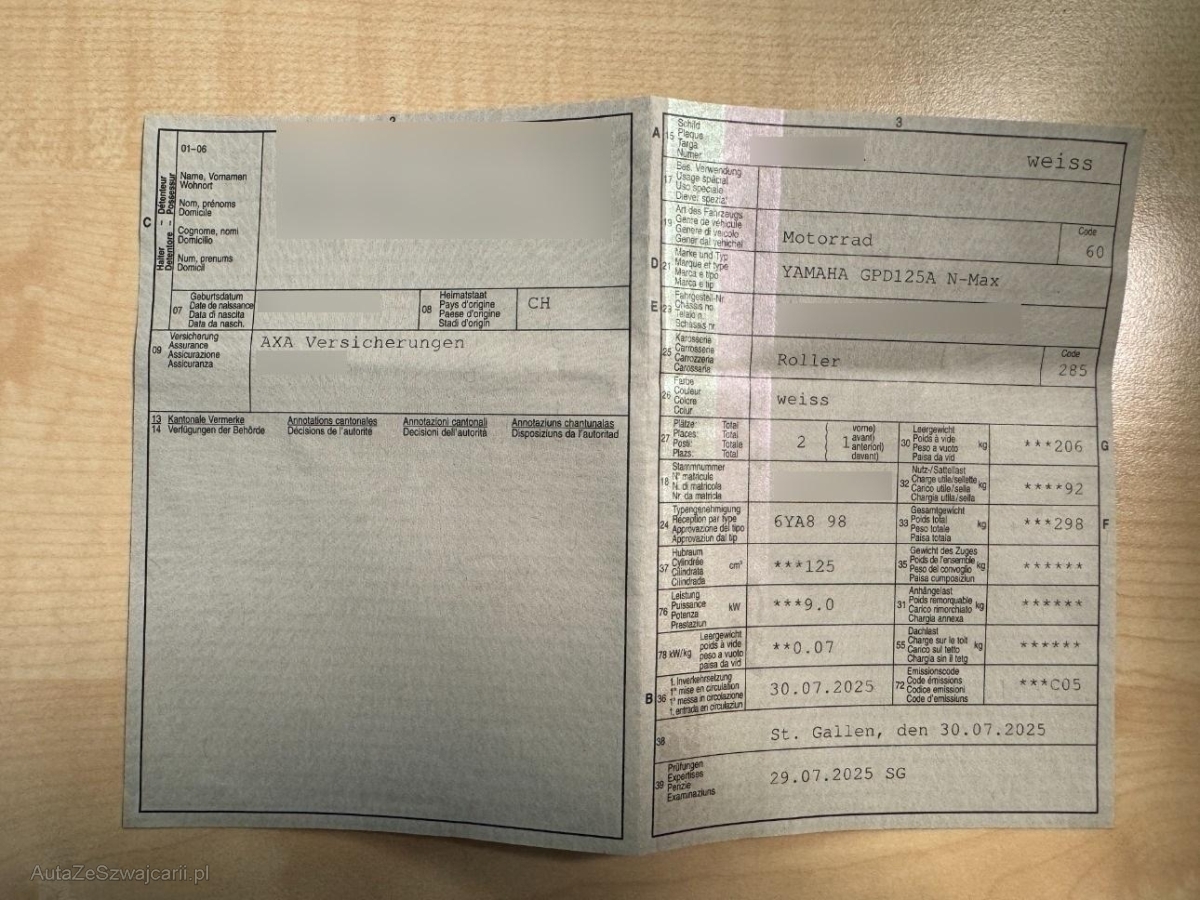 2
01-06
C
Halter - Détenteur
Detentore - Possessur
Name, Vornamen
Wohnort
Nom, prénoms
Domicile
Cognome, nomi
Domicilio
Num, prenums
Domicil
07
Geburtsdatum
Date de naissance
Data di nascita
Data da nasch.
08
Heimatstaat
Pays d'origine
Paese d'origine
Stadi d'origin
CH
09
Versicherung
Assurance
Assicurazione
Assicuranza
AXA Versicherungen
13 Kantonale Vermerke Annotations cantonales Annotazioni cantonali Annotaziuns chantunalas
14 Verfügungen der Behörde Décisions de l'autorité Decisioni dell'autorità Disposiziuns da l'autoritad
3
A
15
Schild
Plaque
Targa
Numer
weiss
17
Bes. Verwendung
Usage spécial
Uso speciale
Diever spezial
19
Art des Fahrzeugs
Genre de véhicule
Genere di veicolo
Gener dal vehichel
Motorrad
Code
60
D
21
Marke und Typ
Marque et type
Marca e tipo
Marca e tip
YAMAHA GPD125A N-Max
E
23
Fahrgestell-Nr.
Châssis no
Telaio n.
Schassis nr.
25
Karosserie
Carrosserie
Carrozzeria
Carossaria
Roller
Code
285
26
Farbe
Couleur
Colore
Colur
weiss
27
Plätze: Total
Places: Total
Posti: Totale
Plazs: Total
2
1
vorne)
avant)
anteriori)
davant)
30
Leergewicht
Poids à vide
Peso a vuoto
Paisa da vid
kg
***206
G
18
Stammnummer
N° matricule
N. di matricola
Nr. da matricla
32
Nutz-/Sattellast
Charge utile/sellette
Carico utile/sella
Chargia utila/sella
kg
****92
24
Typengenehmigung
Réception par type
Approvazione del tipo
Approvaziun dal tip
6YA8 98
33
Gesamtgewicht
Poids total
Peso totale
Paisa totala
kg
***298
F
37
Hubraum
Cylindrée
Cilindrata
Cilindrada
cm³
***125
35
Gewicht des Zuges
Poids de l'ensemble
Peso del convoglio
Paisa cumposiziun
kg
******
76
Leistung
Puissance
Potenza
Prestaziun
kW
***9.0
31
Anhängelast
Poids remorquable
Carico rimorchiato
Chargia annexa
kg
******
78 kW/kg
Leergewicht
poids à vide
peso a vuoto
paisa da vid
**0.07
55
Dachlast
Charge sur le toit
Carico sul tetto
Chargia sin il tetg
kg
******
B
36
1. Inverkehrsetzung
1re mise en circulation
1a messa in circolazione
1. entrada en circulaziun
30.07.2025
72
Emissionscode
Code émissions
Codice emissioni
Code d'emissiuns
***C05
38
St. Gallen, den 30.07.2025
39
Prüfungen
Expertises
Perizie
Examinaziuns
29.07.2025 SG
AutaZeSzwajcarii.pl